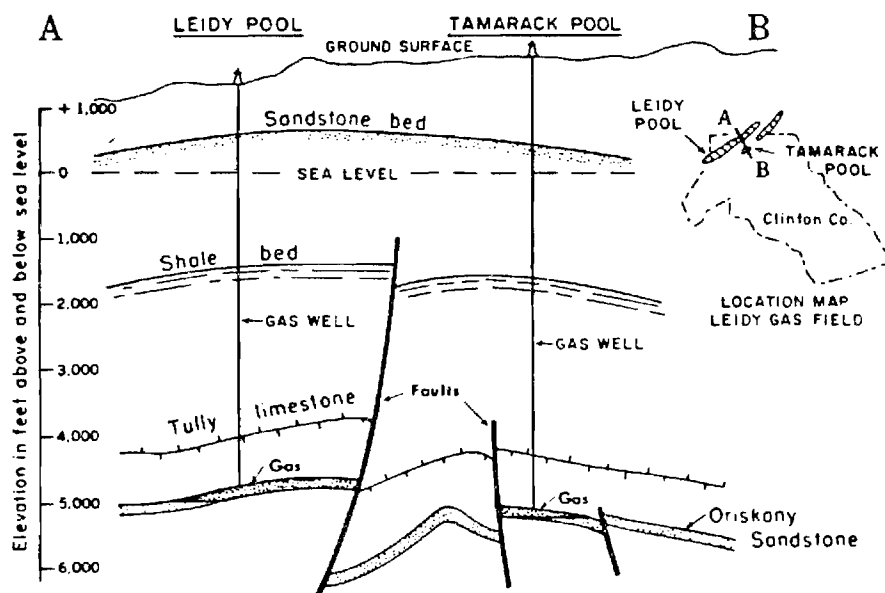 A
LEIDY POOL
TAMARACK POOL
B
GROUND SURFACE
+ 1,000
Sandstone bed
LEIDY
POOL
A
B
TAMARACK
POOL
0
SEA LEVEL
Clinton Co.
-1,000
Shale bed
-2,000
LOCATION MAP
LEIDY GAS FIELD
GAS WELL
GAS WELL
-3,000
Faults
Tully limestone
-4,000
Gas
Gas
-5,000
Oriskany
Sandstone
-6,000
Elevation in feet above and below sea level